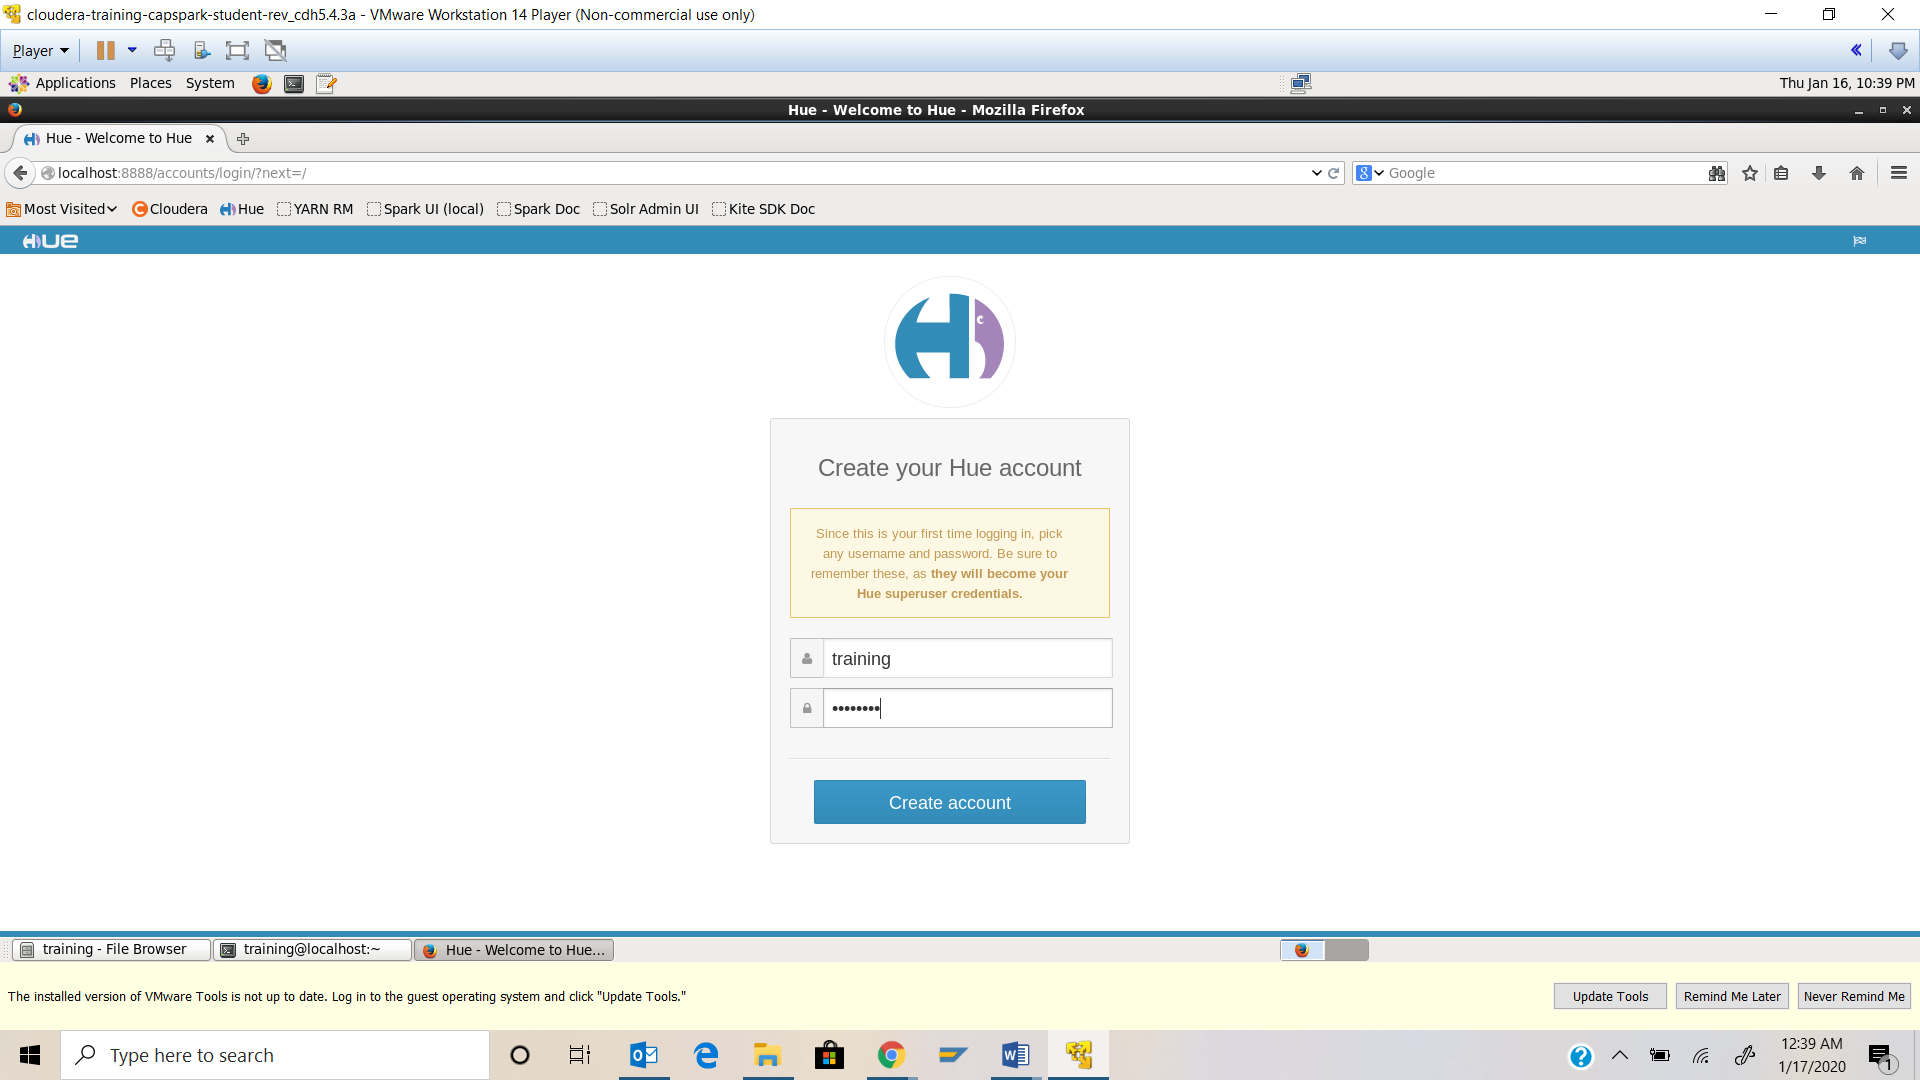 cloudera-training-capspark-student-rev_cdh5.4.3a - VMware Workstation 14 Player (Non-commercial use only)
Player
Applications Places System Thu Jan 16, 10:39 PM
Hue - Welcome to Hue - Mozilla Firefox
Hue - Welcome to Hue
localhost:8888/accounts/login/?next=/ Google
Most Visited Cloudera Hue YARN RM Spark UI (local) Spark Doc Solr Admin UI Kite SDK Doc
HUE
Create your Hue account
Since this is your first time logging in, pick
any username and password. Be sure to
remember these, as they will become your
Hue superuser credentials.
training
••••••••
Create account
training - File Browser training@localhost:~ Hue - Welcome to Hue...
The installed version of VMware Tools is not up to date. Log in to the guest operating system and click "Update Tools." Update Tools Remind Me Later Never Remind Me
Type here to search
12:39 AM
1/17/2020
1